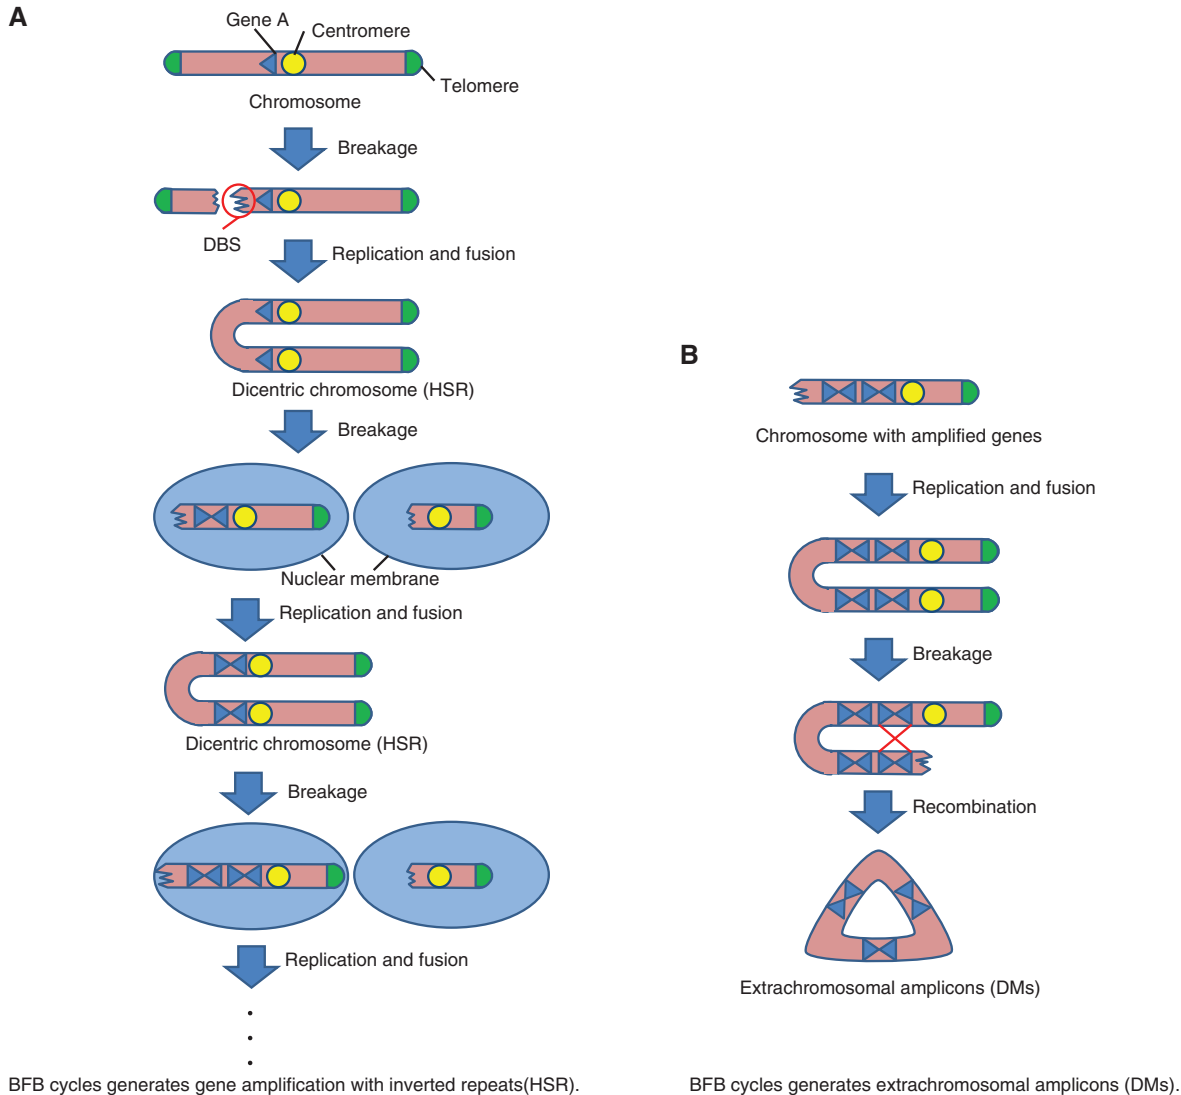 A
Gene A
Centromere
Telomere
Chromosome
Breakage
DBS
Replication and fusion
Dicentric chromosome (HSR)
Breakage
Nuclear membrane
Replication and fusion
Dicentric chromosome (HSR)
Breakage
Replication and fusion
BFB cycles generates gene amplification with inverted repeats(HSR).
B
Chromosome with amplified genes
Replication and fusion
Breakage
Recombination
Extrachromosomal amplicons (DMs)
BFB cycles generates extrachromosomal amplicons (DMs).